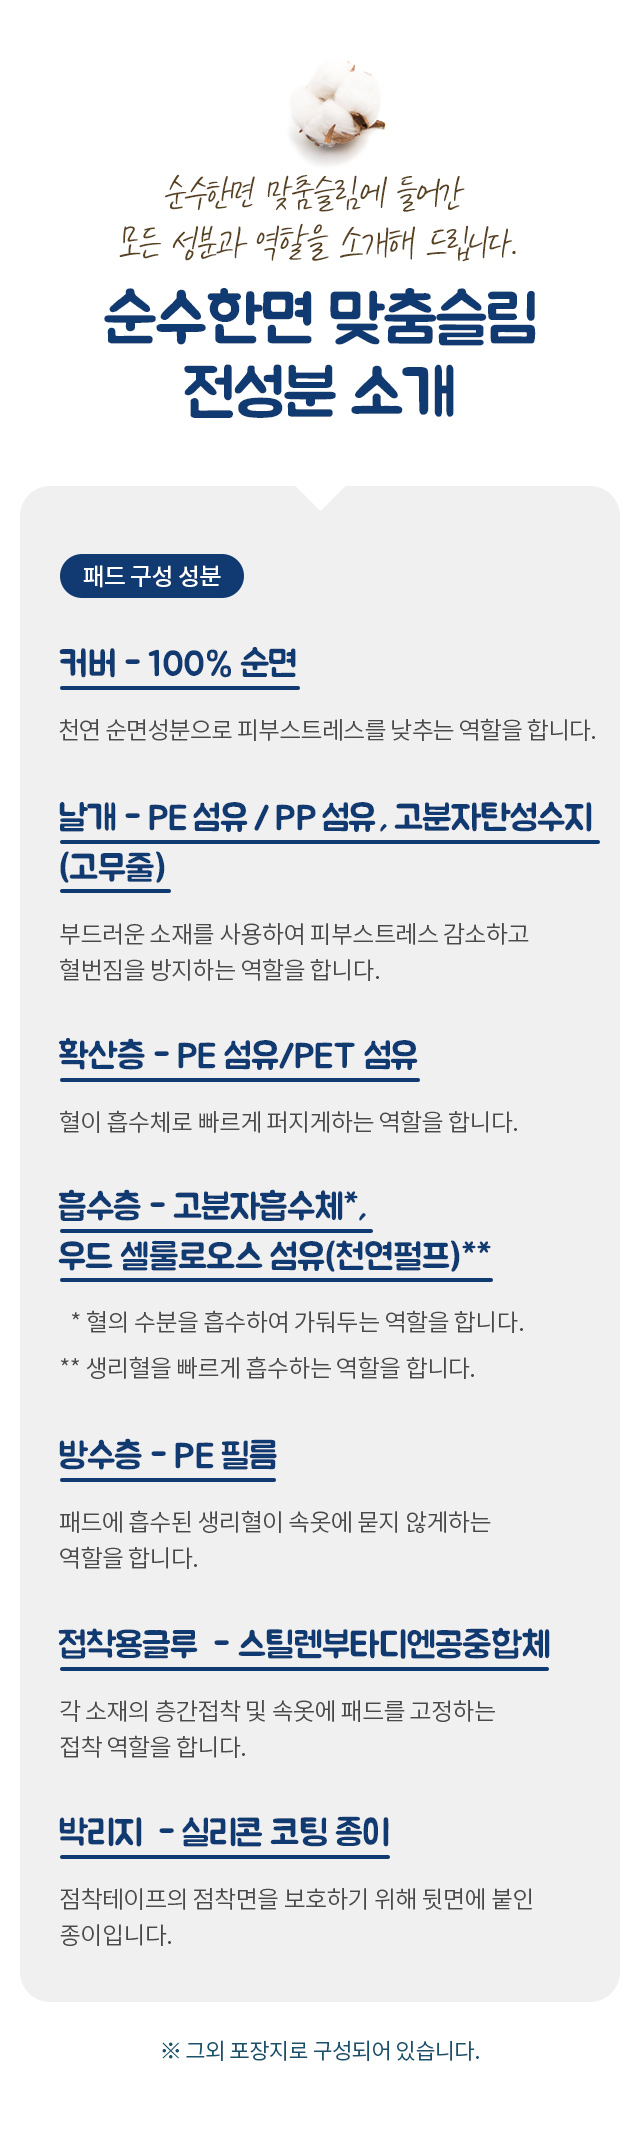 순수한면 맞춤슬림에 들어간
모든 성분과 역할을 소개해 드립니다.
순수한면 맞춤슬림
전성분 소개
패드 구성 성분
커버 - 100% 순면
천연 순면성분으로 피부스트레스를 낮추는 역할을 합니다.
날개 - PE 섬유 / PP 섬유, 고분자탄성수지
(고무줄)
부드러운 소재를 사용하여 피부스트레스 감소하고
혈번짐을 방지하는 역할을 합니다.
확산층 - PE 섬유/PET 섬유
혈이 흡수체로 빠르게 퍼지게하는 역할을 합니다.
흡수층 - 고분자흡수체*,
우드 셀룰로오스 섬유(천연펄프)**
* 혈의 수분을 흡수하여 가둬두는 역할을 합니다.
** 생리혈을 빠르게 흡수하는 역할을 합니다.
방수층 - PE 필름
패드에 흡수된 생리혈이 속옷에 묻지 않게하는
역할을 합니다.
접착용글루 - 스틸렌부타디엔공중합체
각 소재의 층간접착 및 속옷에 패드를 고정하는
접착 역할을 합니다.
박리지 - 실리콘 코팅 종이
점착테이프의 점착면을 보호하기 위해 뒷면에 붙인
종이입니다.
※ 그외 포장지로 구성되어 있습니다.